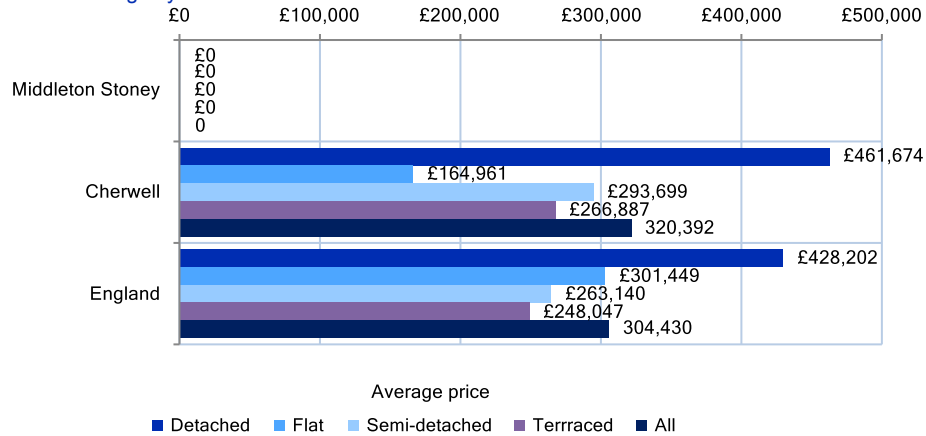 £0 £100,000 £200,000 £300,000 £400,000 £500,000
Middleton Stoney
£0
£0
£0
£0
0
Cherwell
£461,674
£164,961
£293,699
£266,887
320,392
England
£428,202
£301,449
£263,140
£248,047
304,430
Average price
Detached Flat Semi-detached Terrraced All